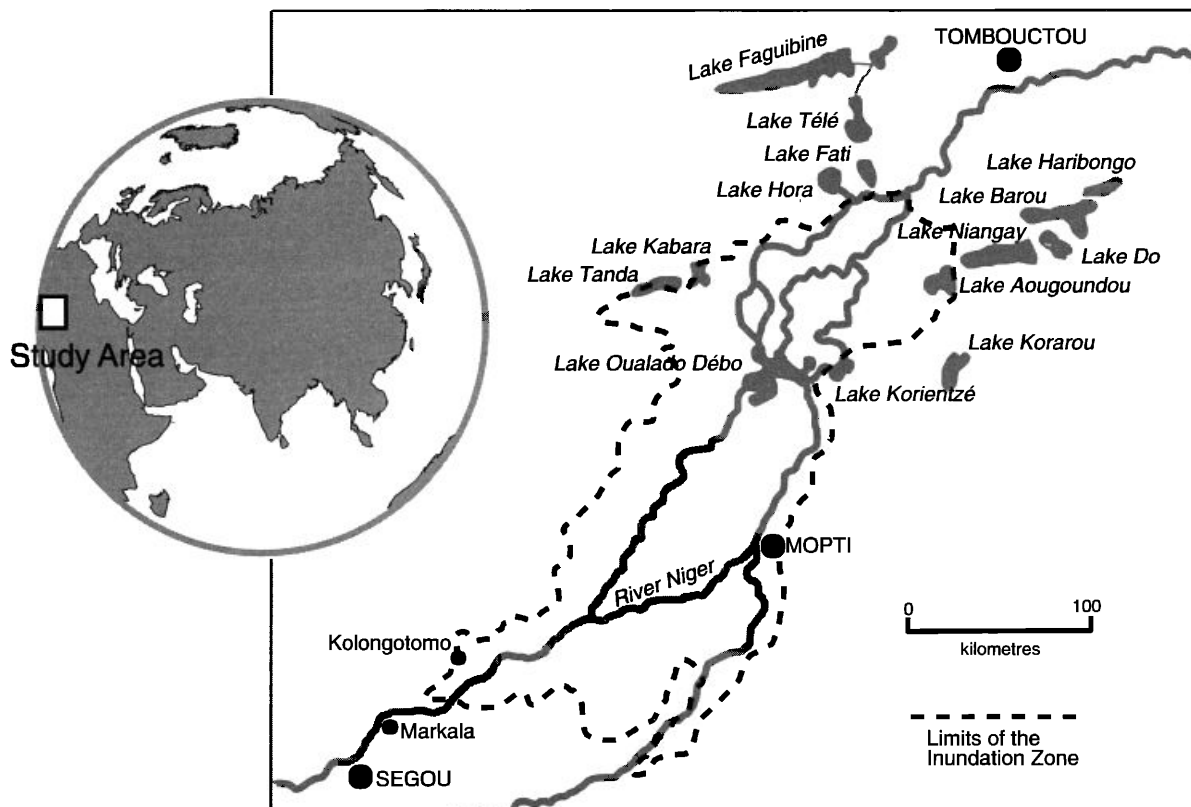 TOMBOUCTOU
Lake Faguibine
Lake Télé
Lake Fati
Lake Haribongo
Lake Hora
Lake Barou
Lake Niangay
Lake Kabara
Lake Do
Lake Tanda
Lake Aougoundou
Study Area
Lake Korarou
Lake Oualado Débo
Lake Korientzé
MOPTI
River Niger
0 100
kilometres
Kolongotomo
Markala
Limits of the
Inundation Zone
SEGOU